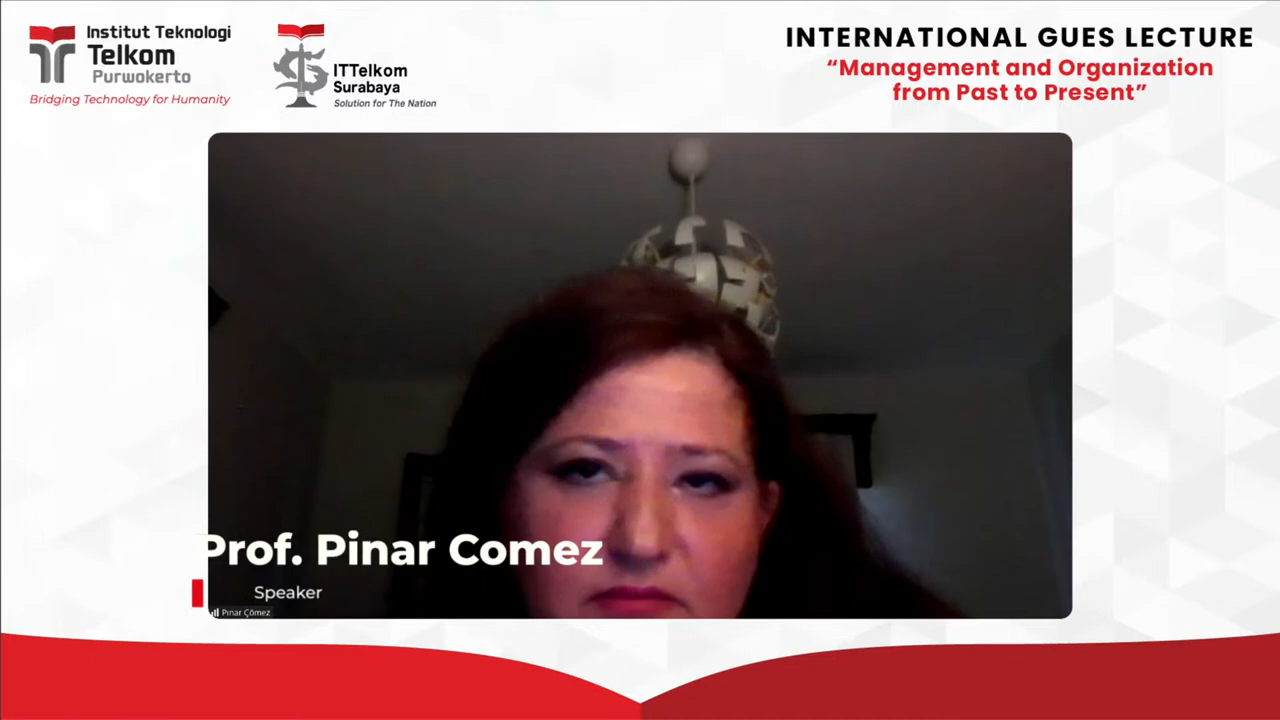 Institut Teknologi
Telkom
Purwokerto
Bridging Technology for Humanity
ITTelkom
Surabaya
Solution for The Nation
INTERNATIONAL GUES LECTURE
“Management and Organization
from Past to Present”
Prof. Pinar Comez
Speaker
Pınar Çömez